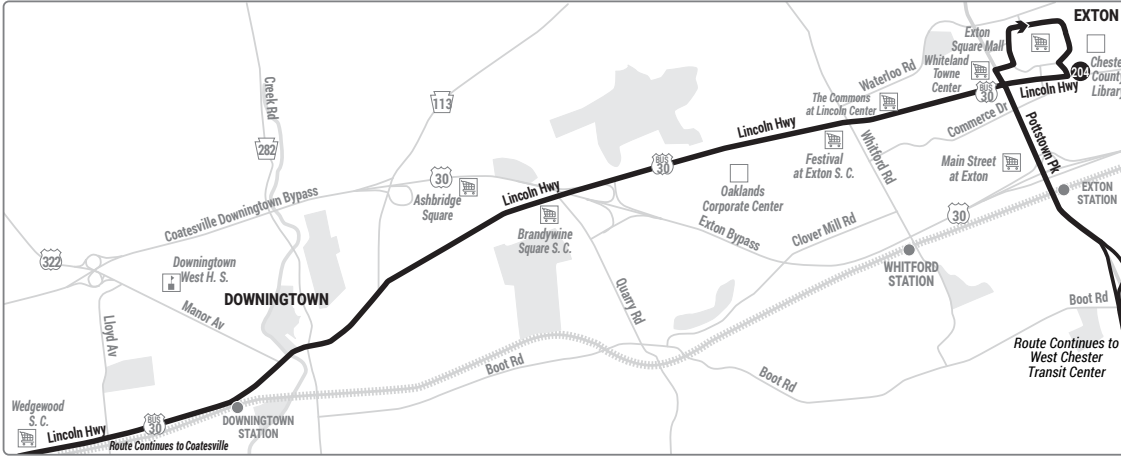 EXTON
Exton
Square Mall
Chester
County
Library
204
Whiteland
Towne
Center
Waterloo Rd
BUS
30
Lincoln Hwy
The Commons
at Lincoln Center
Commerce Dr
Pottstown Pk
Creek Rd
113
282
Lincoln Hwy
Festival
at Exton S. C.
Whitford Rd
Main Street
at Exton
BUS
30
30
Ashbridge
Square
Lincoln Hwy
Oaklands
Corporate Center
EXTON
STATION
30
Coatesville Downtown Bypass
Brandywine
Square S. C.
Exton Bypass
Clover Mill Rd
322
Downingtown
West H. S.
WHITFORD
STATION
DOWNINGTOWN
Manor Av
Quarry Rd
Boot Rd
Lloyd Av
Route Continues to
West Chester
Transit Center
Boot Rd
Boot Rd
Wedgewood
S. C.
Lincoln Hwy
BUS
30
DOWNINGTOWN
STATION
Route Continues to Coatesville